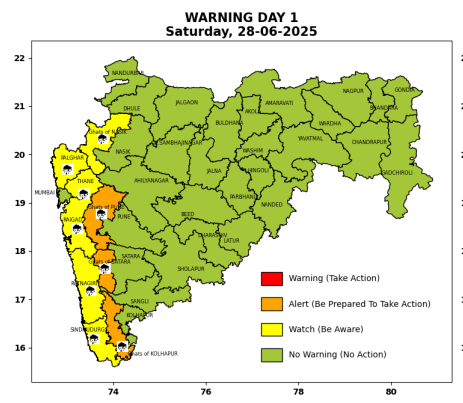 WARNING DAY 1
Saturday, 28-06-2025
22
NANDURBAR
DHULE
JALGAON
AKOLA
AMARAVATI
NAGPUR
GONDIA
BHANDARA
21
BULDHANA
WARDHA
Ghats of NASIK
SAMBHAJINAGAR
YAVATMAL
CHANDRAPUR
20
PALGHAR
NASIK
WASHIM
JALNA
HINGOLI
GADCHIROLI
THANE
AHILYANAGAR
MUMBAI
PARBHANI
19
Ghats of PUNE
NANDED
RAIGAD
PUNE
BEED
DHARASHIV
LATUR
18
Ghats of SATARA
SATARA
SHOLAPUR
RATNAGIRI
Warning (Take Action)
17
SANGLI
Alert (Be Prepared To Take Action)
KOLHAPUR
SINDHUDURG
Watch (Be Aware)
16
Ghats of KOLHAPUR
No Warning (No Action)
74
76
78
80